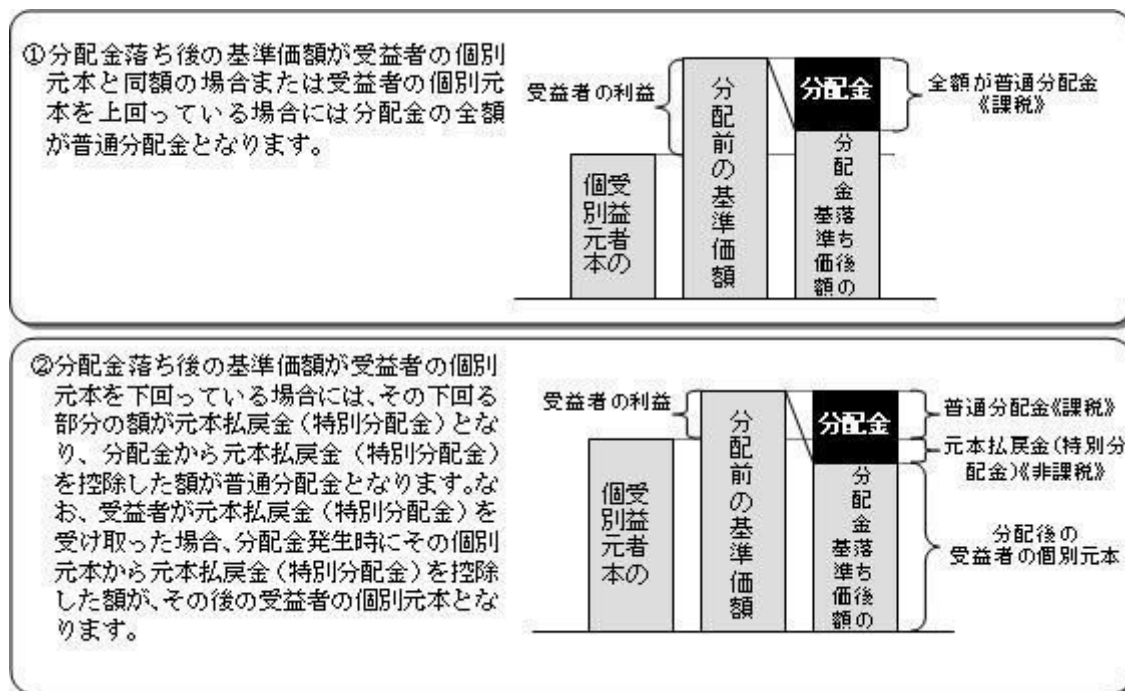 ①分配金落ち後の基準価額が受益者の個別
元本と同額の場合または受益者の個別元
本を上回っている場合には分配金の全額
が普通分配金となります。
受益者の利益
受益者の
個別元本
分配前の基準価額
分配金
分配金落ち後の
基準価額
全額が普通分配金
《課税》
②分配金落ち後の基準価額が受益者の個別
元本を下回っている場合には、その下回る
部分の額が元本払戻金(特別分配金)とな
り、分配金から元本払戻金(特別分配金)
を控除した額が普通分配金となります。な
お、受益者が元本払戻金(特別分配金)を
受け取った場合、分配金発生時にその個別
元本から元本払戻金(特別分配金)を控除
した額が、その後の受益者の個別元本とな
ります。
受益者の利益
受益者の
個別元本
分配前の基準価額
分配金
分配金落ち後の
基準価額
普通分配金《課税》
元本払戻金(特別分
配金)《非課税》
分配後の
受益者の個別元本